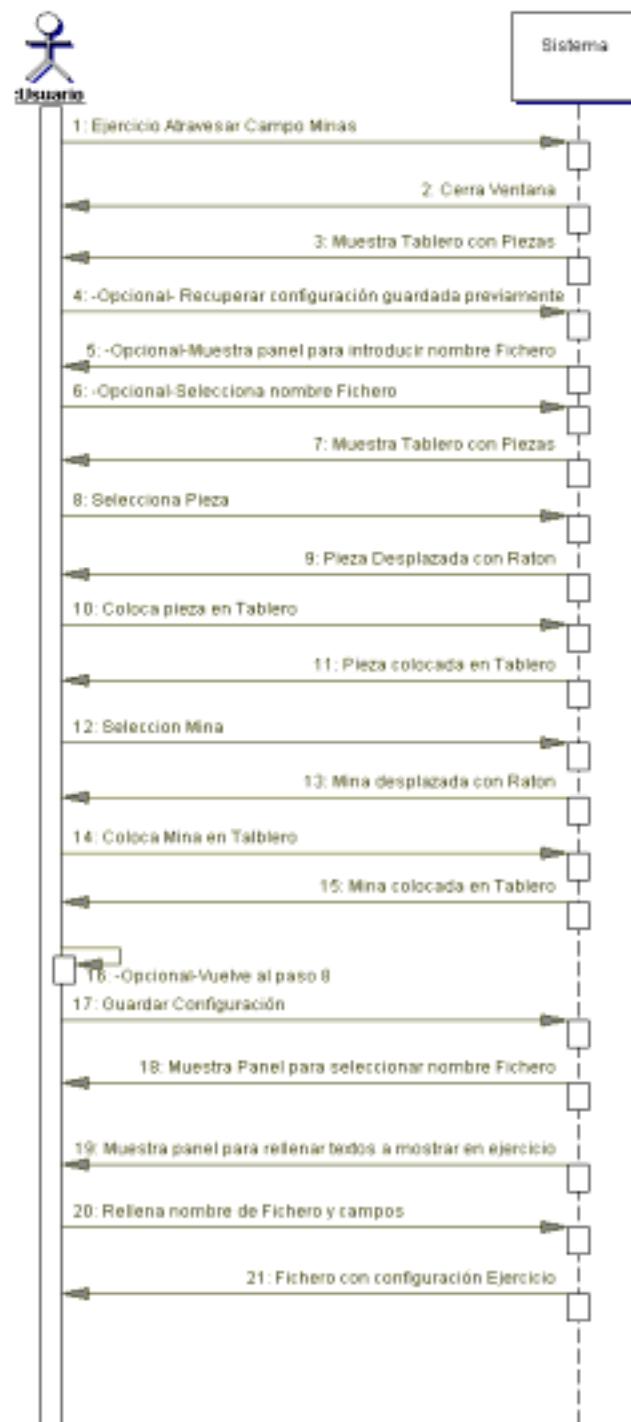 :Usuario
Sistema
1: Ejercicio Atravesar Campo Minas
2: Cerra Ventana
3: Muestra Tablero con Piezas
4: -Opcional- Recuperar configuración guardada previamente
5: -Opcional-Muestra panel para introducir nombre Fichero
6: -Opcional-Selecciona nombre Fichero
7: Muestra Tablero con Piezas
8: Selecciona Pieza
9: Pieza Desplazada con Raton
10: Coloca pieza en Tablero
11: Pieza colocada en Tablero
12: Seleccion Mina
13: Mina desplazada con Raton
14: Coloca Mina en Talblero
15: Mina colocada en Tablero
16: -Opcional-Vuelve al paso 8
17: Guardar Configuración
18: Muestra Panel para seleccionar nombre Fichero
19: Muestra panel para rellenar textos a mostrar en ejercicio
20: Rellena nombre de Fichero y campos
21: Fichero con configuración Ejercicio